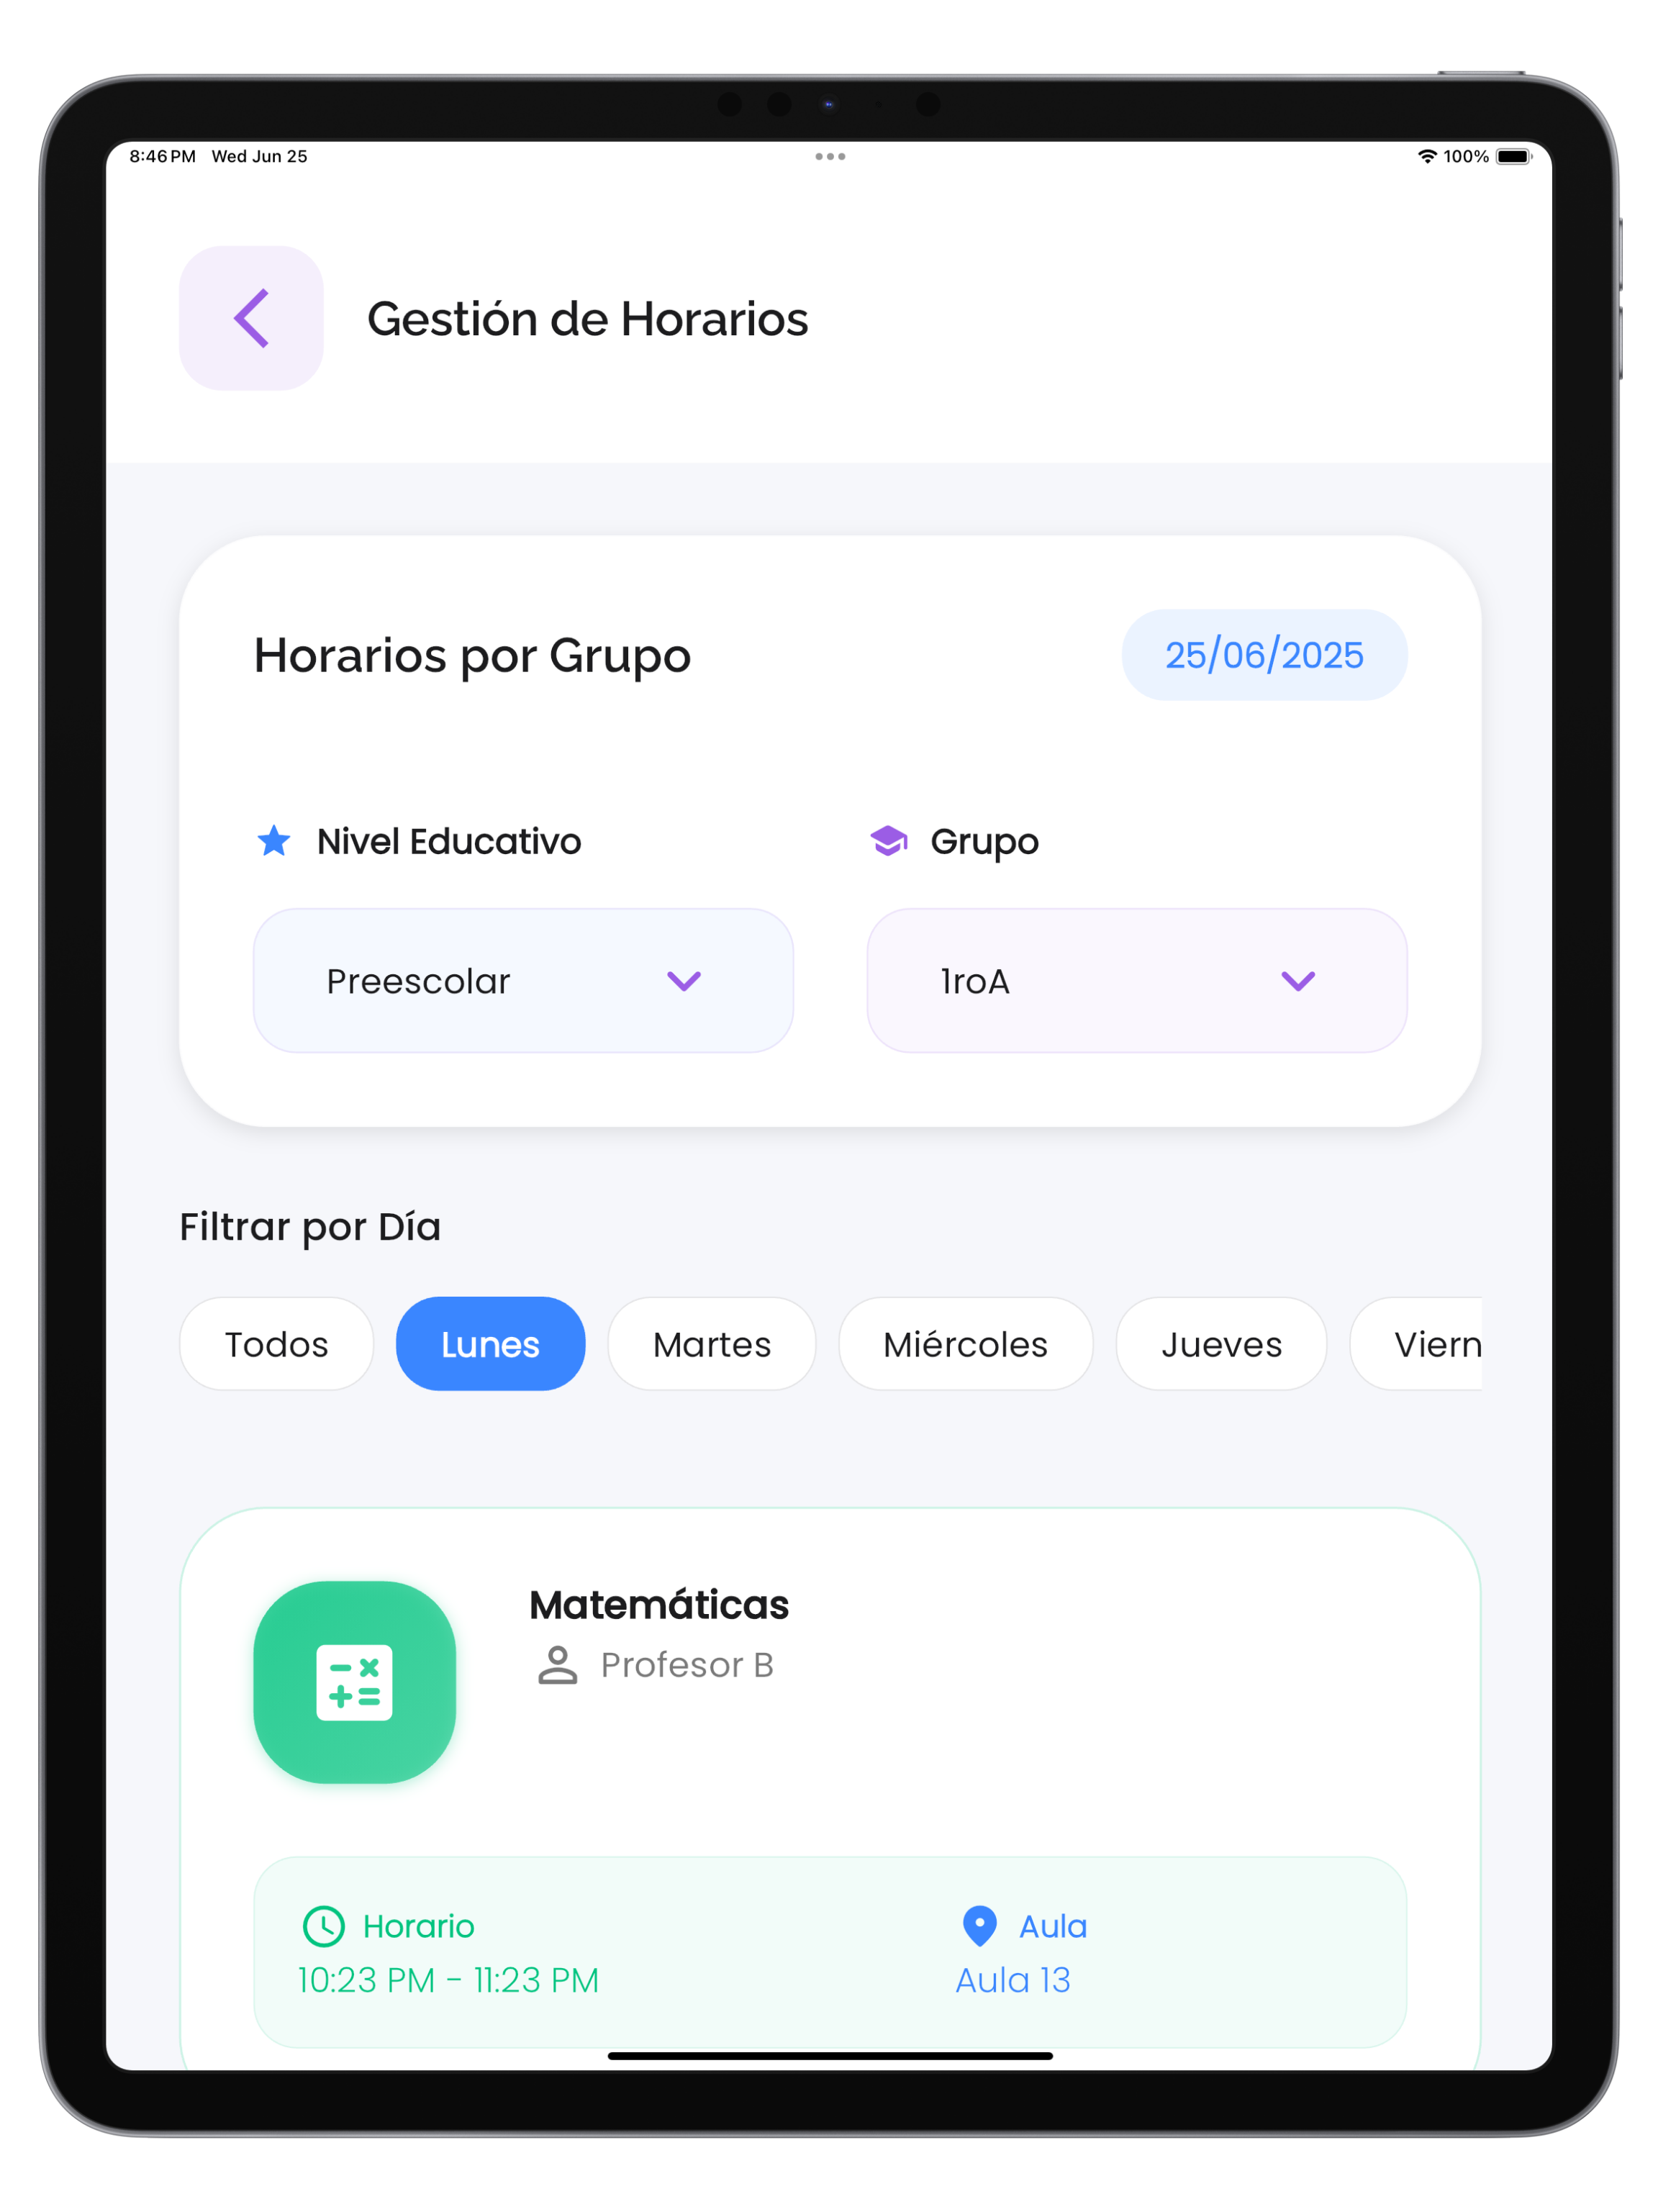 8:46 PM Wed Jun 25
100%
Gestión de Horarios
Horarios por Grupo
25/06/2025
Nivel Educativo
Grupo
Preescolar
1roA
Filtrar por Día
Todos Lunes Martes Miércoles Jueves Viern
Matemáticas
Profesor B
Horario
Aula
10:23 PM - 11:23 PM
Aula 13